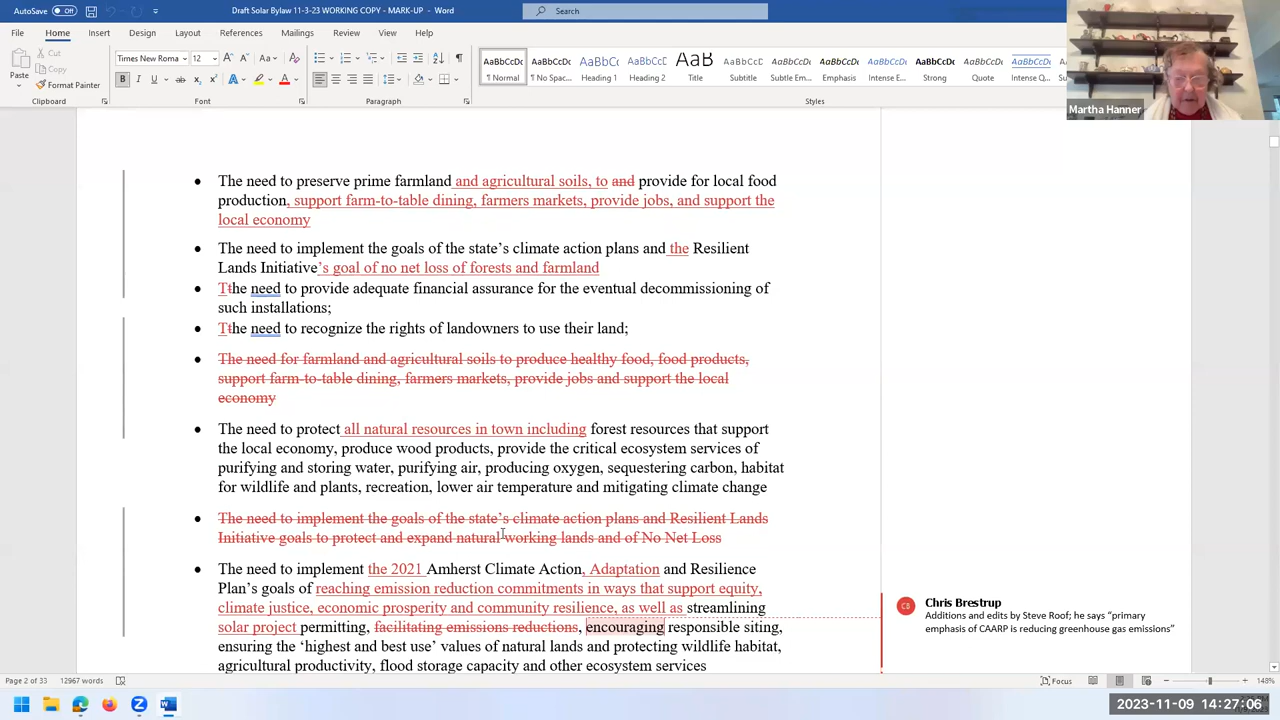 AutoSave Off
Draft Solar Bylaw 11-3-23 WORKING COPY - MARK-UP - Word
Search
File Home Insert Design Layout References Mailings Review View Help
Paste
Cut
Copy
Format Painter
Clipboard
Times New Roma 12
Font
Paragraph
AaBbCcDc AaBbCcDc AaBbCc AaBbCcD AaB AaBbCcD AaBbCcDc AaBbCcDc AaBbCcDc AaBbCcDc AaBbCcDc AaBbCcDc
¶ Normal ¶ No Spac... Heading 1 Heading 2 Title Subtitle Subtle Em... Emphasis Intense E... Strong Quote Intense Q...
Styles
Martha Hanner
• The need to preserve prime farmland and agricultural soils, to and provide for local food
production, support farm-to-table dining, farmers markets, provide jobs, and support the
local economy
• The need to implement the goals of the state’s climate action plans and the Resilient
Lands Initiative’s goal of no net loss of forests and farmland
• Tthe need to provide adequate financial assurance for the eventual decommissioning of
such installations;
• Tthe need to recognize the rights of landowners to use their land;
• The need for farmland and agricultural soils to produce healthy food, food products,
support farm-to-table dining, farmers markets, provide jobs and support the local
economy
• The need to protect all natural resources in town including forest resources that support
the local economy, produce wood products, provide the critical ecosystem services of
purifying and storing water, purifying air, producing oxygen, sequestering carbon, habitat
for wildlife and plants, recreation, lower air temperature and mitigating climate change
• The need to implement the goals of the state’s climate action plans and Resilient Lands
Initiative goals to protect and expand natural working lands and of No Net Loss
• The need to implement the 2021 Amherst Climate Action, Adaptation and Resilience
Plan’s goals of reaching emission reduction commitments in ways that support equity,
climate justice, economic prosperity and community resilience, as well as streamlining
solar project permitting, facilitating emissions reductions, encouraging responsible siting,
ensuring the ‘highest and best use’ values of natural lands and protecting wildlife habitat,
agricultural productivity, flood storage capacity and other ecosystem services
CB Chris Brestrup
Additions and edits by Steve Roof; he says “primary
emphasis of CAARP is reducing greenhouse gas emissions”
Page 2 of 33 12967 words
Focus
148%
2023-11-09 14:27:06